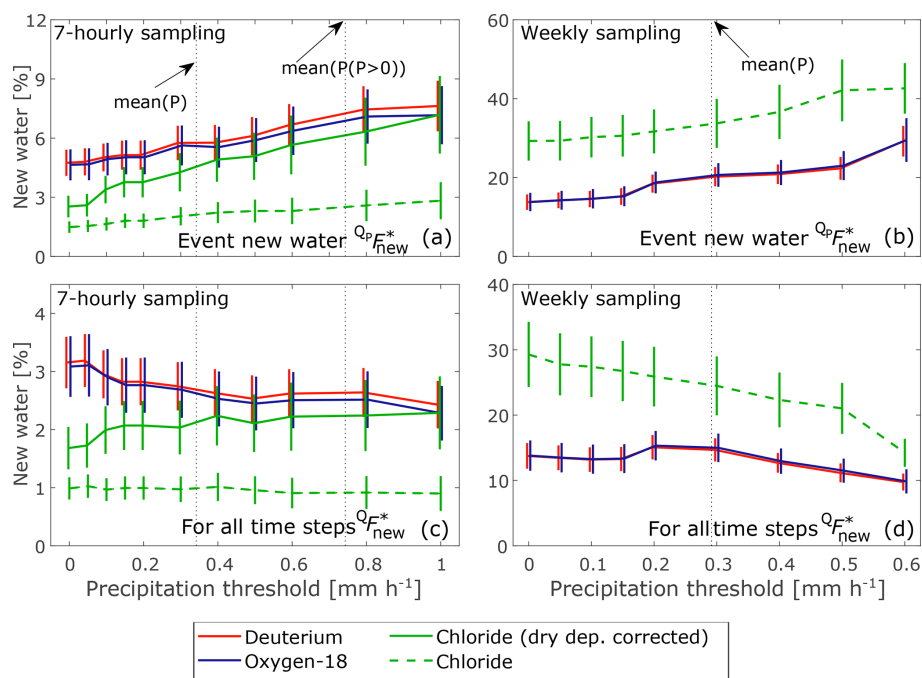 12
9
6
3
0
New water [%]
7-hourly sampling
mean(P)
mean(P(P>0))
Event new water QpF*new (a)
60
40
20
0
Weekly sampling
mean(P)
Event new water QpF*new (b)
4
3
2
1
0
New water [%]
7-hourly sampling
For all time steps QF*new (c)
0 0.2 0.4 0.6 0.8 1
Precipitation threshold [mm h-1]
40
30
20
10
0
Weekly sampling
For all time steps QF*new (d)
0 0.1 0.2 0.3 0.4 0.5 0.6
Precipitation threshold [mm h-1]
Deuterium
Oxygen-18
Chloride (dry dep. corrected)
Chloride